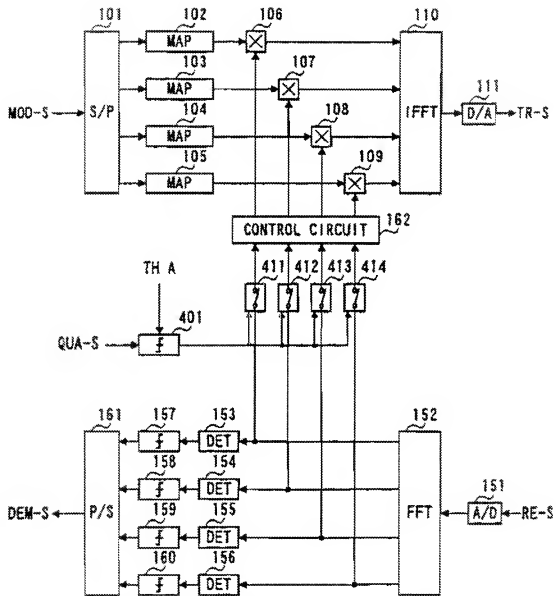 101 102 106 110
MAP
103 107
MAP
MOD-S S/P 104 108 IFFT 111
MAP D/A TR-S
105 109
MAP
CONTROL CIRCUIT
162
411 412 413 414
TH A
401
QUA-S
161 157 153 152
DET
158 154
DET 151
DEM-S P/S 159 155 FFT A/D RE-S
DET
160 156
DET